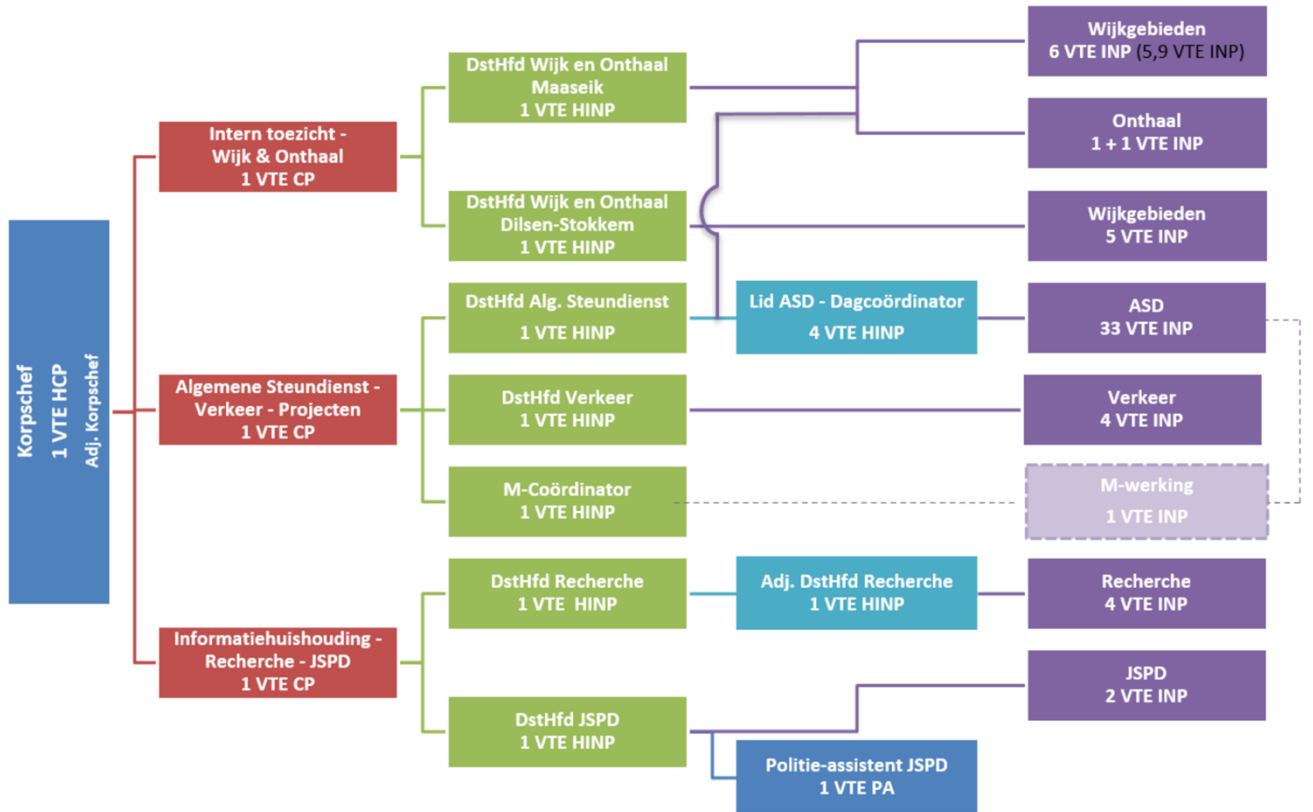 Korpschef
1 VTE HCP
Adj. Korpschef
Intern toezicht -
Wijk & Onthaal
1 VTE CP
Algemene Steundienst -
Verkeer - Projecten
1 VTE CP
Informatiehuishouding -
Recherche - JSPD
1 VTE CP
DstHfd Wijk en Onthaal
Maaseik
1 VTE HINP
DstHfd Wijk en Onthaal
Dilsen-Stokkem
1 VTE HINP
DstHfd Alg. Steundienst
1 VTE HINP
DstHfd Verkeer
1 VTE HINP
M-Coördinator
1 VTE HINP
DstHfd Recherche
1 VTE HINP
DstHfd JSPD
1 VTE HINP
Lid ASD - Dagcoördinator
4 VTE HINP
Adj. DstHfd Recherche
1 VTE HINP
Politie-assistent JSPD
1 VTE PA
Wijkgebieden
6 VTE INP (5,9 VTE INP)
Onthaal
1 + 1 VTE INP
Wijkgebieden
5 VTE INP
ASD
33 VTE INP
Verkeer
4 VTE INP
M-werking
1 VTE INP
Recherche
4 VTE INP
JSPD
2 VTE INP